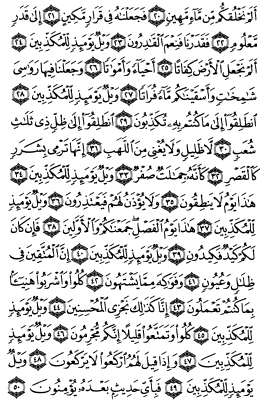 أَلَمْ نَخْلُقكُّم مِّن مَّآءٍ مَّهِينٍ ٢٠ فَجَعَلْنَٰهُ فِى قَرَارٍ مَّكِينٍ ٢١ إِلَىٰ قَدَرٍ
مَّعْلُومٍ ٢٢ فَقَدَرْنَا فَنِعْمَ ٱلْقَٰدِرُونَ ٢٣ وَيْلٌ يَوْمَئِذٍ لِّلْمُكَذِّبِينَ ٢٤
أَلَمْ نَجْعَلِ ٱلْأَرْضَ كِفَاتًا ٢٥ أَحْيَآءً وَأَمْوَٰتًا ٢٦ وَجَعَلْنَا فِيهَا رَوَٰسِىَ
شَٰمِخَٰتٍ وَأَسْقَيْنَٰكُم مَّآءً فُرَاتًا ٢٧ وَيْلٌ يَوْمَئِذٍ لِّلْمُكَذِّبِينَ ٢٨
ٱنطَلِقُوٓا۟ إِلَىٰ مَا كُنتُم بِهِۦ تُكَذِّبُونَ ٢٩ ٱنطَلِقُوٓا۟ إِلَىٰ ظِلٍّ ذِى ثَلَٰثِ
شُعَبٍ ٣٠ لَّا ظَلِيلٍ وَلَا يُغْنِى مِنَ ٱللَّهَبِ ٣١ إِنَّهَا تَرْمِى بِشَرَرٍ
كَٱلْقَصْرِ ٣٢ كَأَنَّهُۥ جِمَٰلَتٌ صُفْرٌ ٣٣ وَيْلٌ يَوْمَئِذٍ لِّلْمُكَذِّبِينَ ٣٤
هَٰذَا يَوْمُ لَا يَنطِقُونَ ٣٥ وَلَا يُؤْذَنُ لَهُمْ فَيَعْتَذِرُونَ ٣٦ وَيْلٌ يَوْمَئِذٍ
لِّلْمُكَذِّبِينَ ٣٧ هَٰذَا يَوْمُ ٱلْفَصْلِ جَمَعْنَٰكُمْ وَٱلْأَوَّلِينَ ٣٨ فَإِن كَانَ
لَكُمْ كَيْدٌ فَكِيدُونِ ٣٩ وَيْلٌ يَوْمَئِذٍ لِّلْمُكَذِّبِينَ ٤٠ إِنَّ ٱلْمُتَّقِينَ فِى
ظِلَٰلٍ وَعُيُونٍ ٤١ وَفَوَٰكِهَ مِمَّا يَشْتَهُونَ ٤٢ كُلُوا۟ وَٱشْرَبُوا۟ هَنِيٓـًٔۢا
بِمَا كُنتُمْ تَعْمَلُونَ ٤٣ إِنَّا كَذَٰلِكَ نَجْزِى ٱلْمُحْسِنِينَ ٤٤ وَيْلٌ يَوْمَئِذٍ
لِّلْمُكَذِّبِينَ ٤٥ كُلُوا۟ وَتَمَتَّعُوا۟ قَلِيلًا إِنَّكُم مُّجْرِمُونَ ٤٦ وَيْلٌ يَوْمَئِذٍ
لِّلْمُكَذِّبِينَ ٤٧ وَإِذَا قِيلَ لَهُمُ ٱرْكَعُوا۟ لَا يَرْكَعُونَ ٤٨ وَيْلٌ
يَوْمَئِذٍ لِّلْمُكَذِّبِينَ ٤٩ فَبِأَىِّ حَدِيثٍۭ بَعْدَهُۥ يُؤْمِنُونَ ٥٠